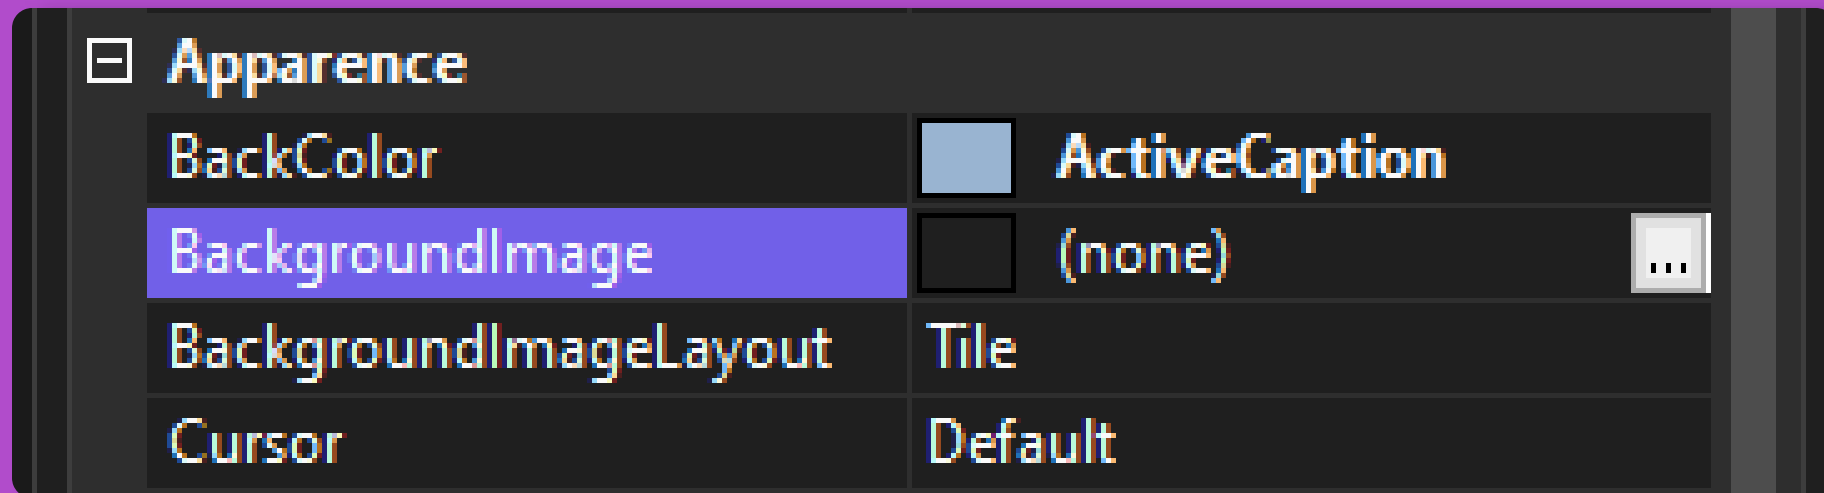 Apparence
BackColor ActiveCaption
BackgroundImage (none) ...
BackgroundImageLayout Tile
Cursor Default